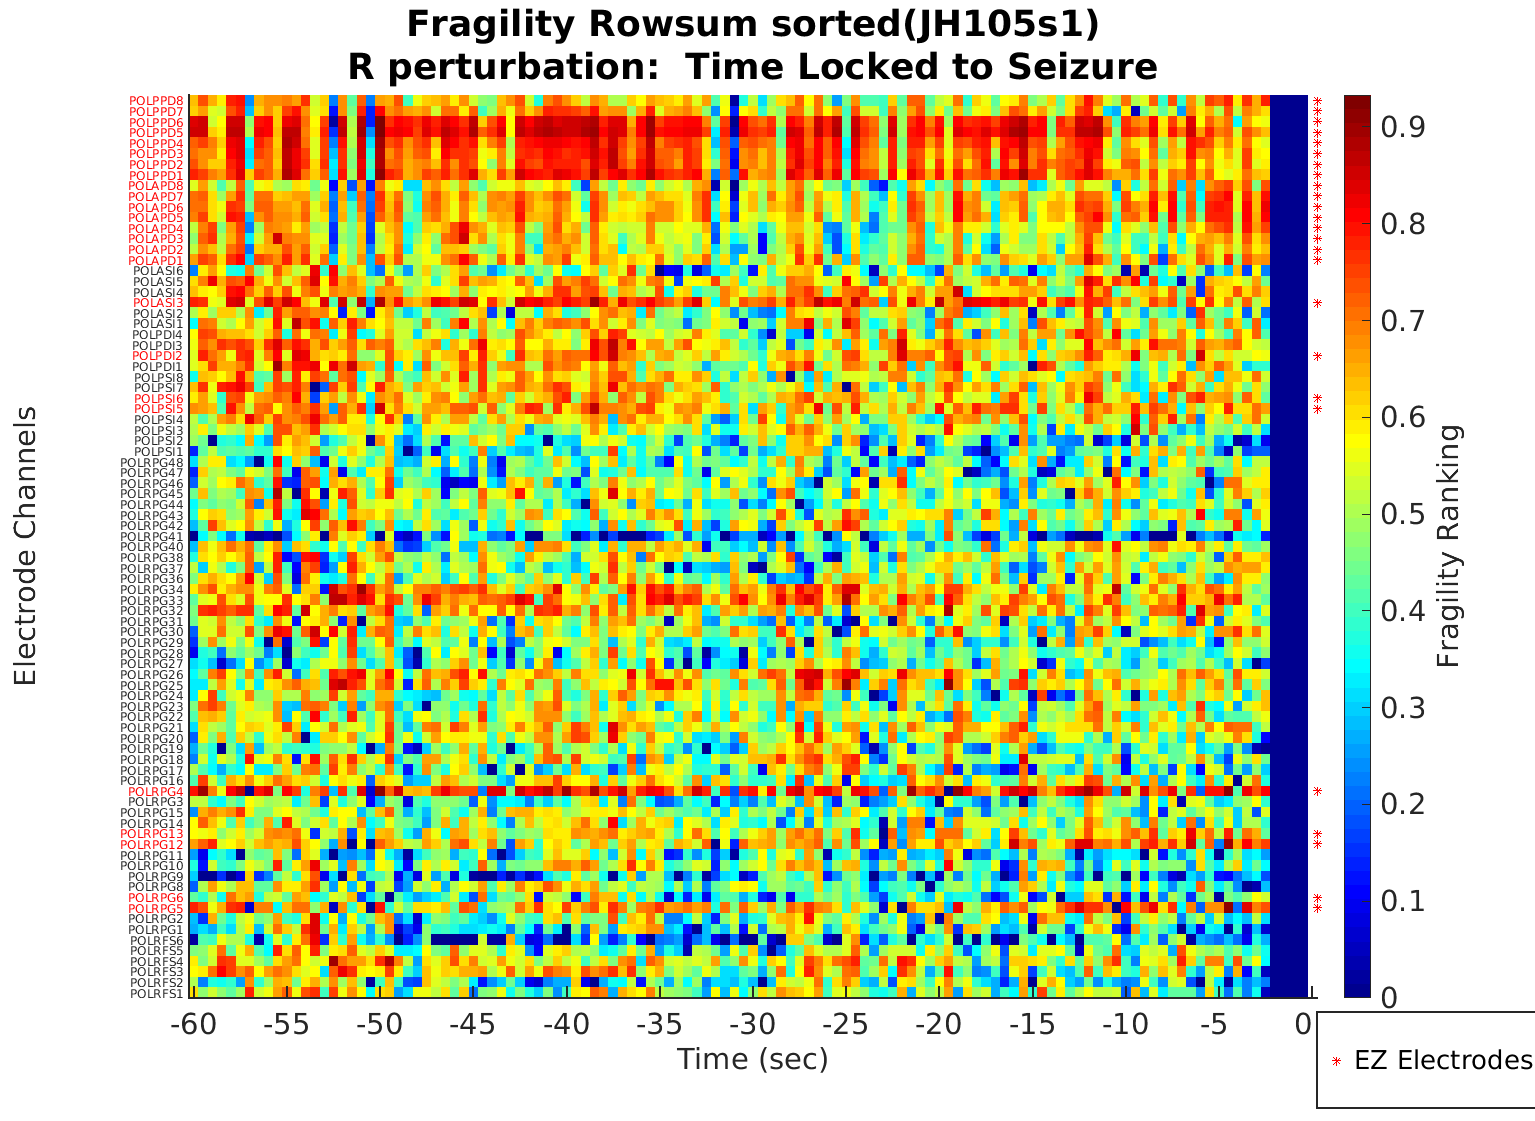 Fragility Rowsum sorted(JH105s1)
R perturbation: Time Locked to Seizure
Electrode Channels
POLPPD8
POLPPD7
POLPPD6
POLPPD5
POLPPD4
POLPPD3
POLPPD2
POLPPD1
POLAPD8
POLAPD7
POLAPD6
POLAPD5
POLAPD4
POLAPD3
POLAPD2
POLAPD1
POLASI6
POLASI5
POLASI4
POLASI3
POLASI2
POLASI1
POLPDI4
POLPDI3
POLPDI2
POLPDI1
POLPSI8
POLPSI7
POLPSI6
POLPSI5
POLPSI4
POLPSI3
POLPSI2
POLPSI1
POLRPG48
POLRPG47
POLRPG46
POLRPG45
POLRPG44
POLRPG43
POLRPG42
POLRPG41
POLRPG40
POLRPG38
POLRPG37
POLRPG36
POLRPG34
POLRPG33
POLRPG32
POLRPG31
POLRPG30
POLRPG29
POLRPG28
POLRPG27
POLRPG26
POLRPG25
POLRPG24
POLRPG23
POLRPG22
POLRPG21
POLRPG20
POLRPG19
POLRPG18
POLRPG17
POLRPG16
POLRPG4
POLRPG3
POLRPG15
POLRPG14
POLRPG13
POLRPG12
POLRPG11
POLRPG10
POLRPG9
POLRPG8
POLRPG6
POLRPG5
POLRPG2
POLRPG1
POLRFS6
POLRFS5
POLRFS4
POLRFS3
POLRFS2
POLRFS1
-60 -55 -50 -45 -40 -35 -30 -25 -20 -15 -10 -5 0
Time (sec)
0.9
0.8
0.7
0.6
0.5
0.4
0.3
0.2
0.1
0
Fragility Ranking
EZ Electrodes